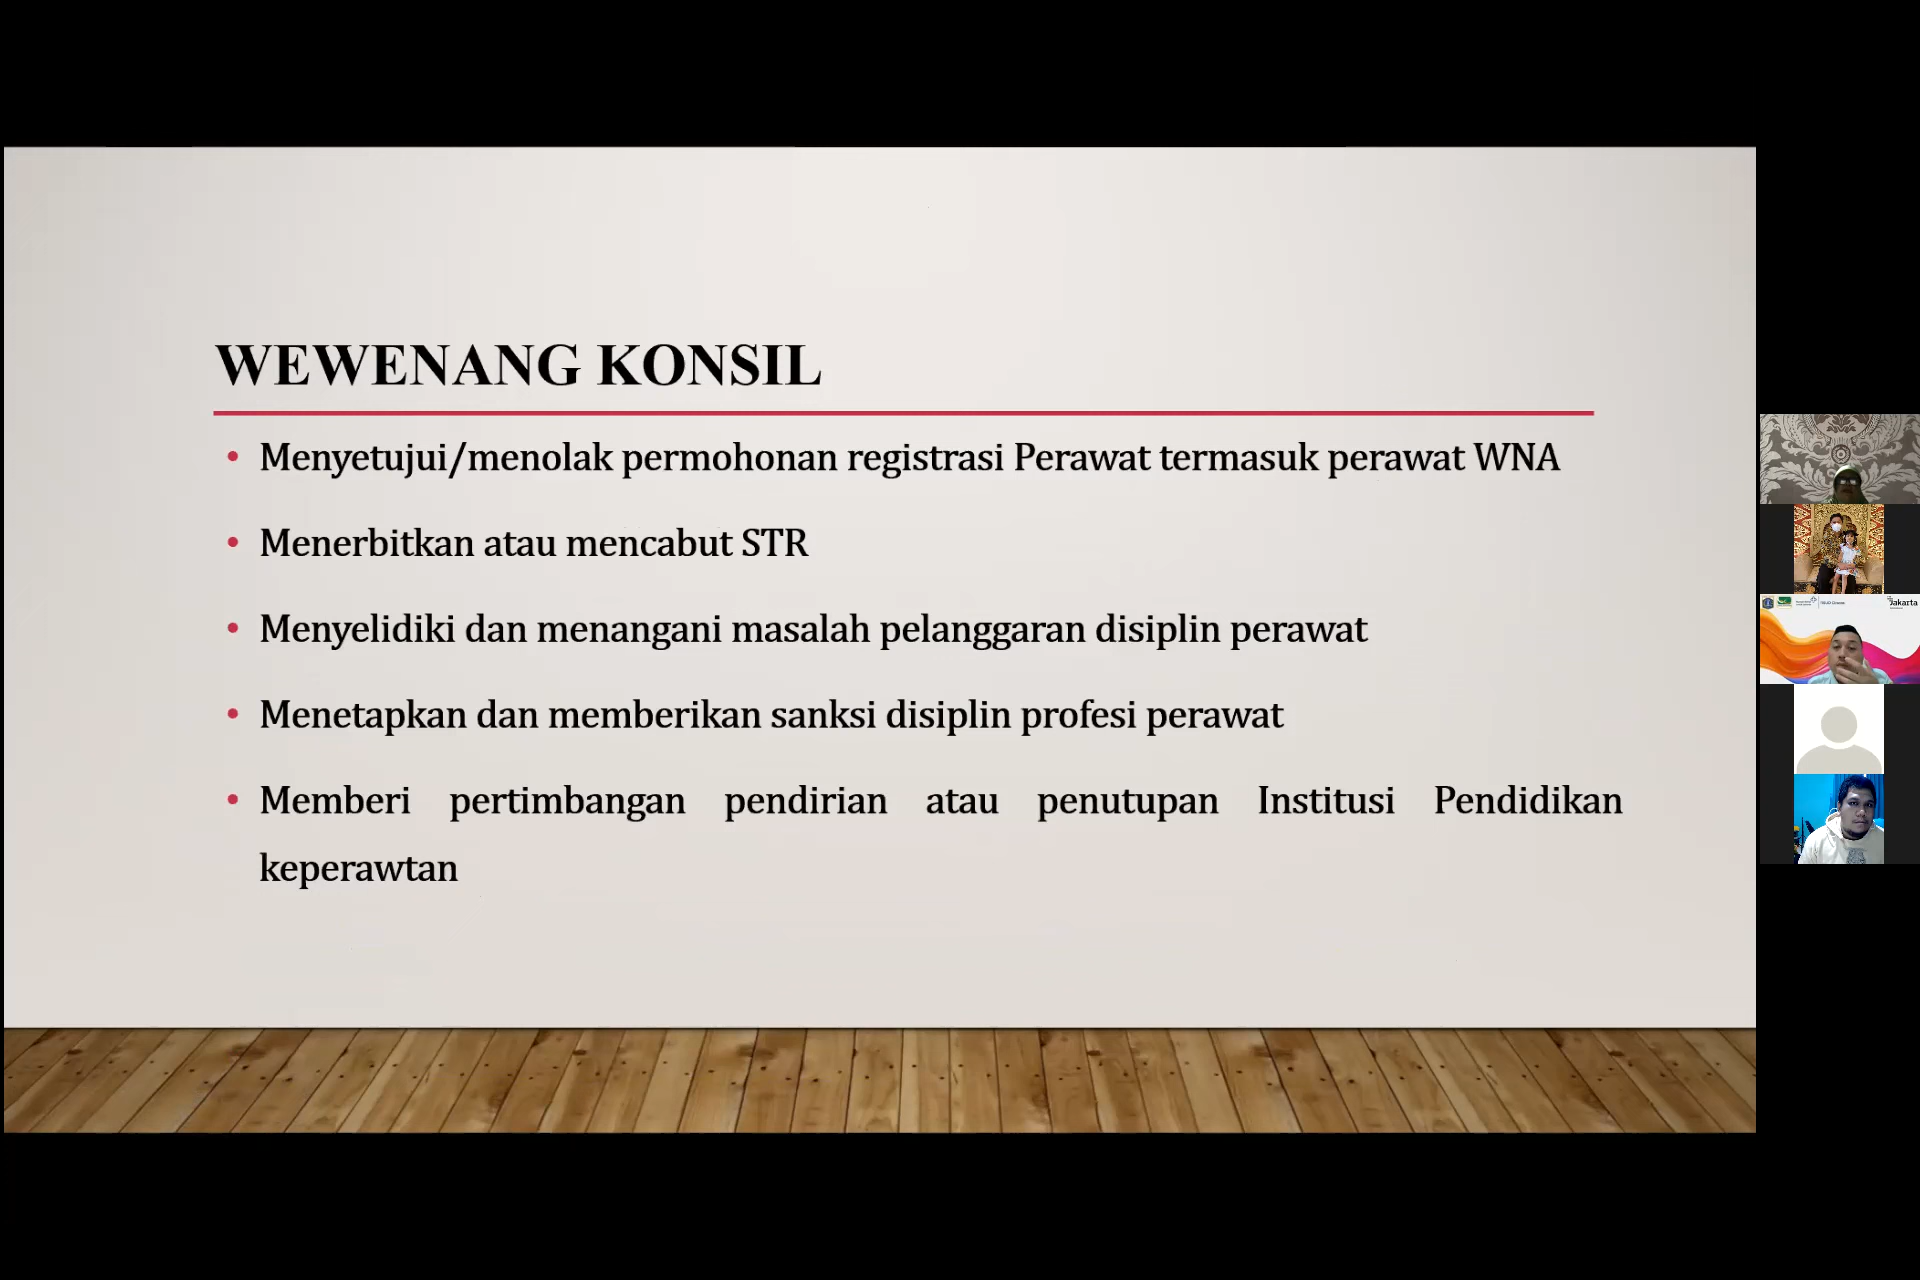 WEWENANG KONSIL
• Menyetujui/menolak permohonan registrasi Perawat termasuk perawat WNA
• Menerbitkan atau mencabut STR
• Menyelidiki dan menangani masalah pelanggaran disiplin perawat
• Menetapkan dan memberikan sanksi disiplin profesi perawat
• Memberi pertimbangan pendirian atau penutupan Institusi Pendidikan
keperawtan
Jakarta